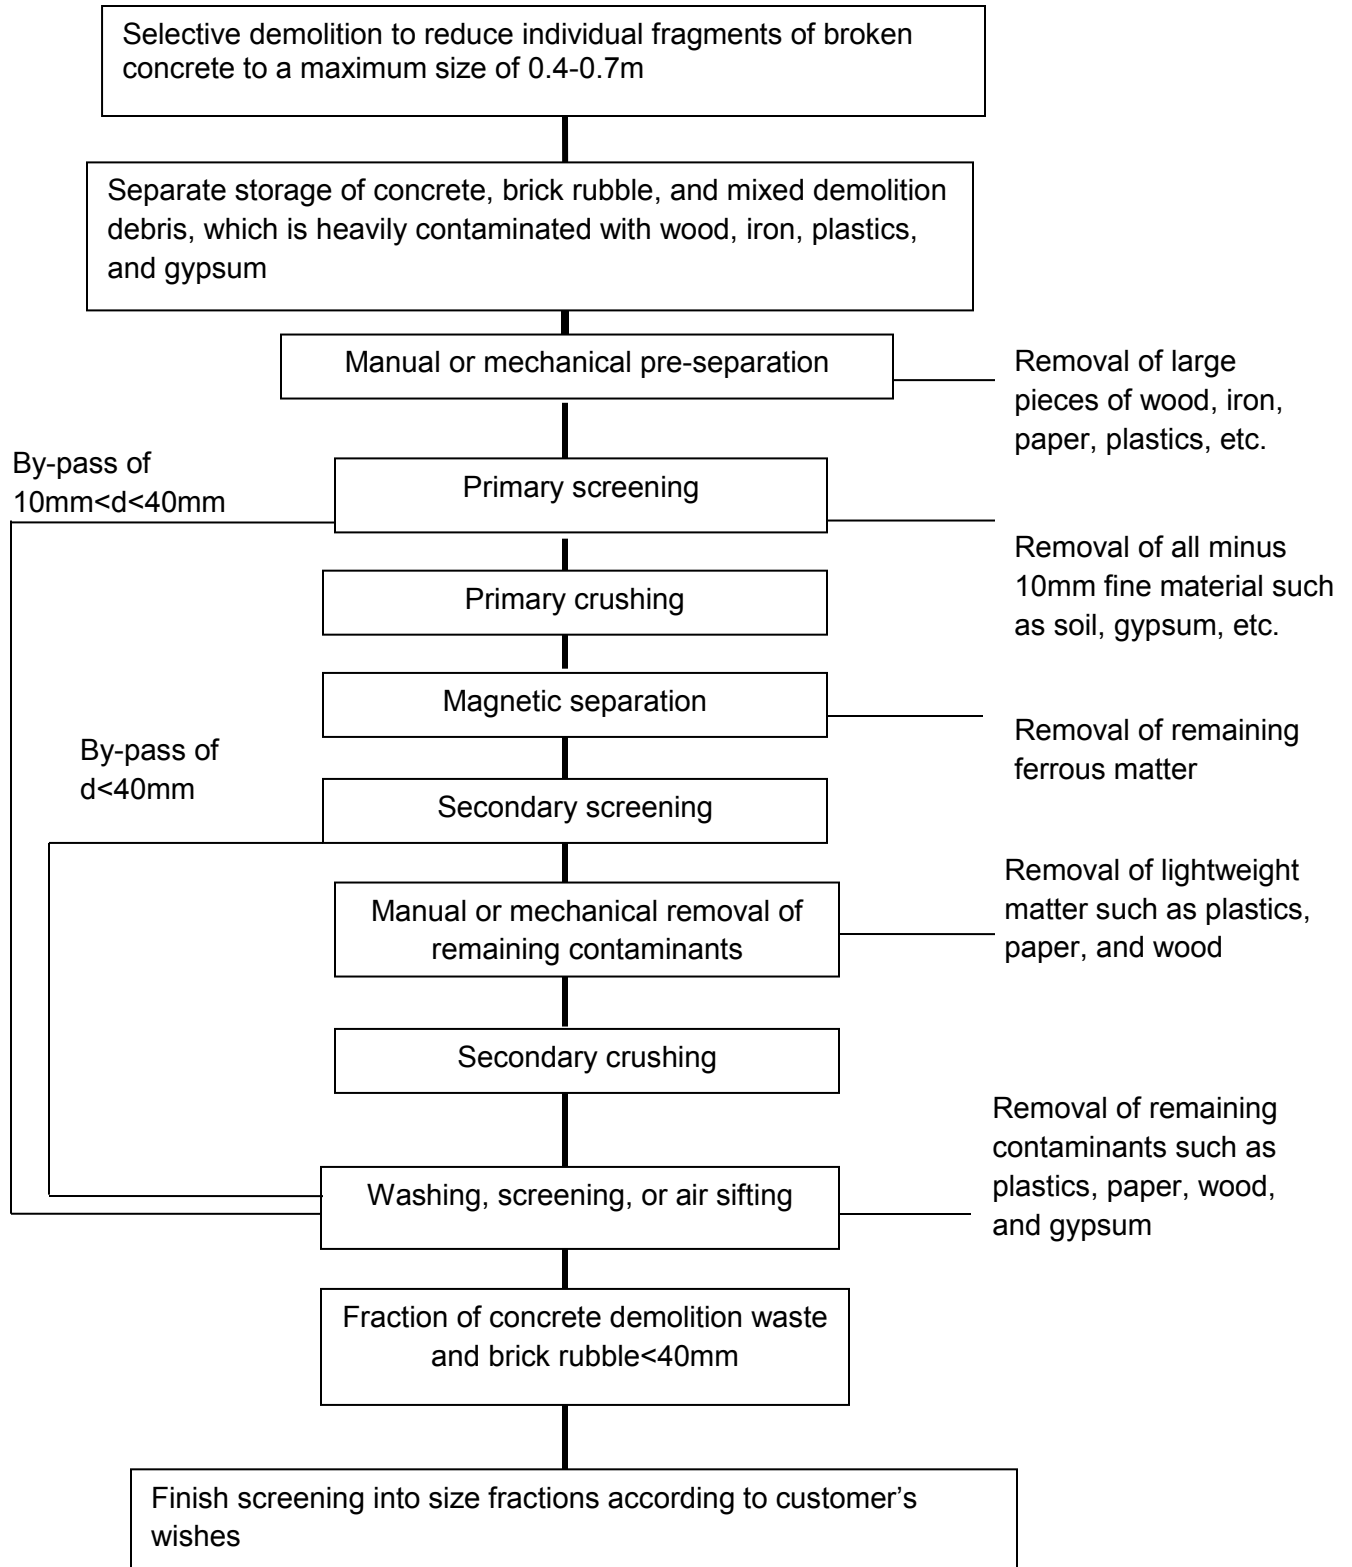 Selective demolition to reduce individual fragments of broken
concrete to a maximum size of 0.4-0.7m
Separate storage of concrete, brick rubble, and mixed demolition
debris, which is heavily contaminated with wood, iron, plastics,
and gypsum
Manual or mechanical pre-separation
Removal of large
pieces of wood, iron,
paper, plastics, etc.
By-pass of
10mm<d<40mm
Primary screening
Removal of all minus
10mm fine material such
as soil, gypsum, etc.
Primary crushing
Magnetic separation
Removal of remaining
ferrous matter
By-pass of
d<40mm
Secondary screening
Manual or mechanical removal of
remaining contaminants
Removal of lightweight
matter such as plastics,
paper, and wood
Secondary crushing
Washing, screening, or air sifting
Removal of remaining
contaminants such as
plastics, paper, wood,
and gypsum
Fraction of concrete demolition waste
and brick rubble<40mm
Finish screening into size fractions according to customer’s
wishes